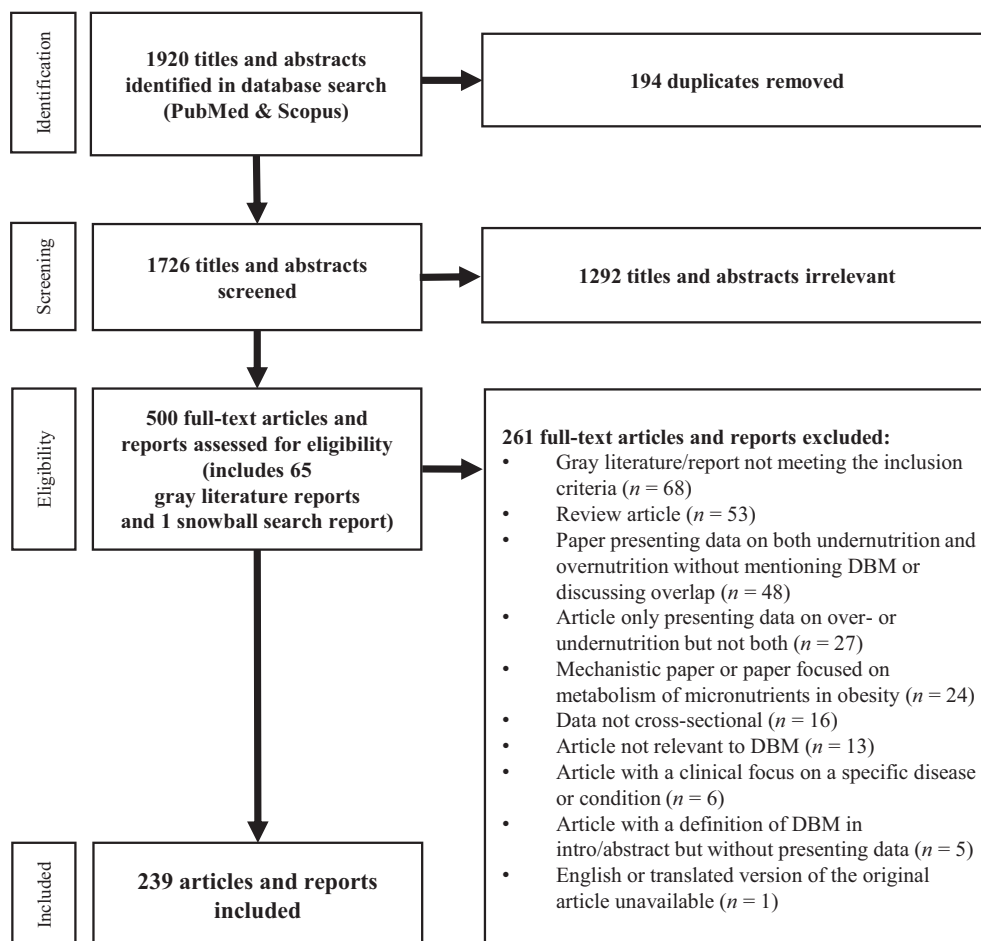 Identification
1920 titles and abstracts
identified in database search
(PubMed & Scopus)
194 duplicates removed
Screening
1726 titles and abstracts
screened
1292 titles and abstracts irrelevant
Eligibility
500 full-text articles and
reports assessed for eligibility
(includes 65
gray literature reports
and 1 snowball search report)
261 full-text articles and reports excluded:
• Gray literature/report not meeting the inclusion
criteria (n = 68)
• Review article (n = 53)
• Paper presenting data on both undernutrition and
overnutrition without mentioning DBM or
discussing overlap (n = 48)
• Article only presenting data on over- or
undernutrition but not both (n = 27)
• Mechanistic paper or paper focused on
metabolism of micronutrients in obesity (n = 24)
• Data not cross-sectional (n = 16)
• Article not relevant to DBM (n = 13)
• Article with a clinical focus on a specific disease
or condition (n = 6)
• Article with a definition of DBM in
intro/abstract but without presenting data (n = 5)
• English or translated version of the original
article unavailable (n = 1)
Included
239 articles and reports
included